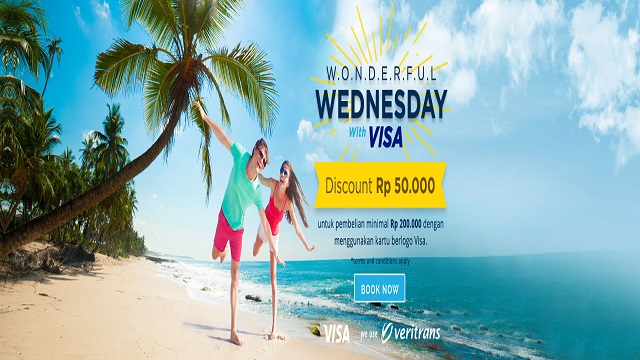 W.O.N.D.E.R.F.U.L
WEDNESDAY
With VISA
Discount Rp 50.000
untuk pembelian minimal Rp 200.000 dengan
menggunakan kartu berlogo Visa.
*terms and conditions apply
BOOK NOW
VISA we use veritrans